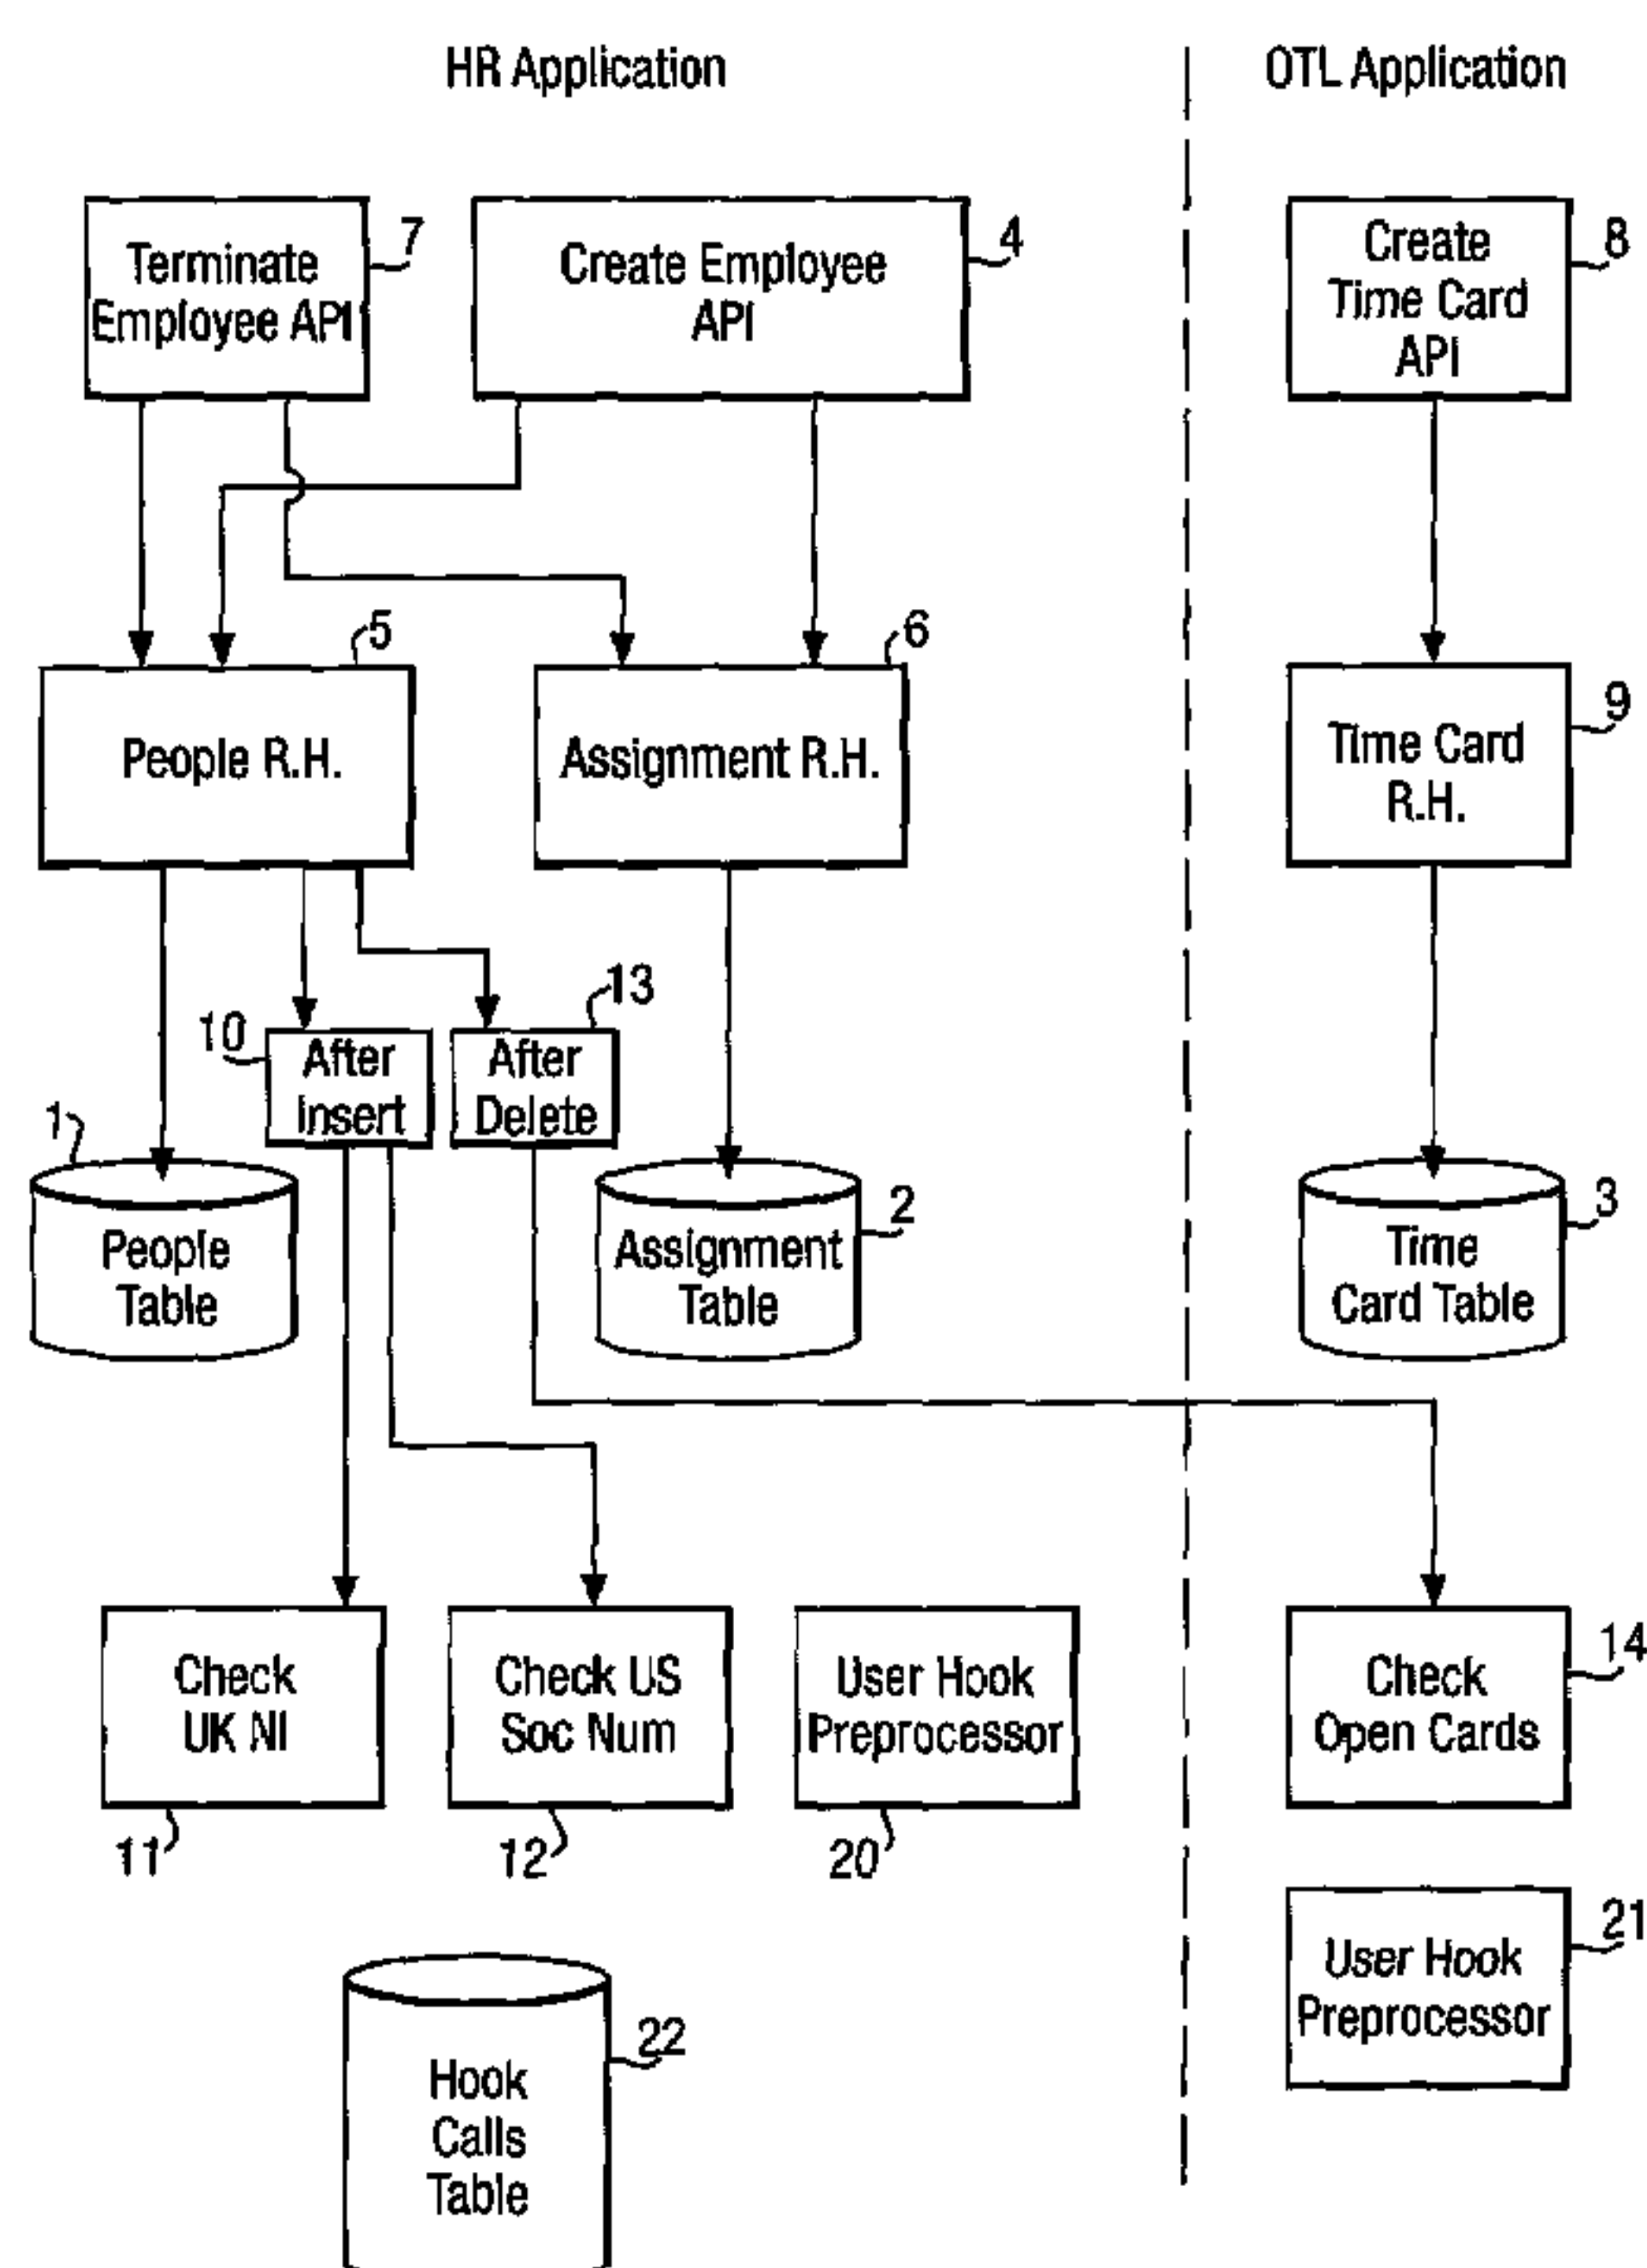 HR Application
OTL Application
Terminate
Employee API
7
Create Employee
API
4
Create
Time Card
API
8
People R.H.
5
Assignment R.H.
6
Time Card
R.H.
9
10
After
Insert
13
After
Delete
1
People
Table
Assignment
Table
2
Time
Card Table
3
Check
UK NI
11
Check US
Soc Num
12
User Hook
Preprocessor
20
Check
Open Cards
14
User Hook
Preprocessor
21
Hook
Calls
Table
22